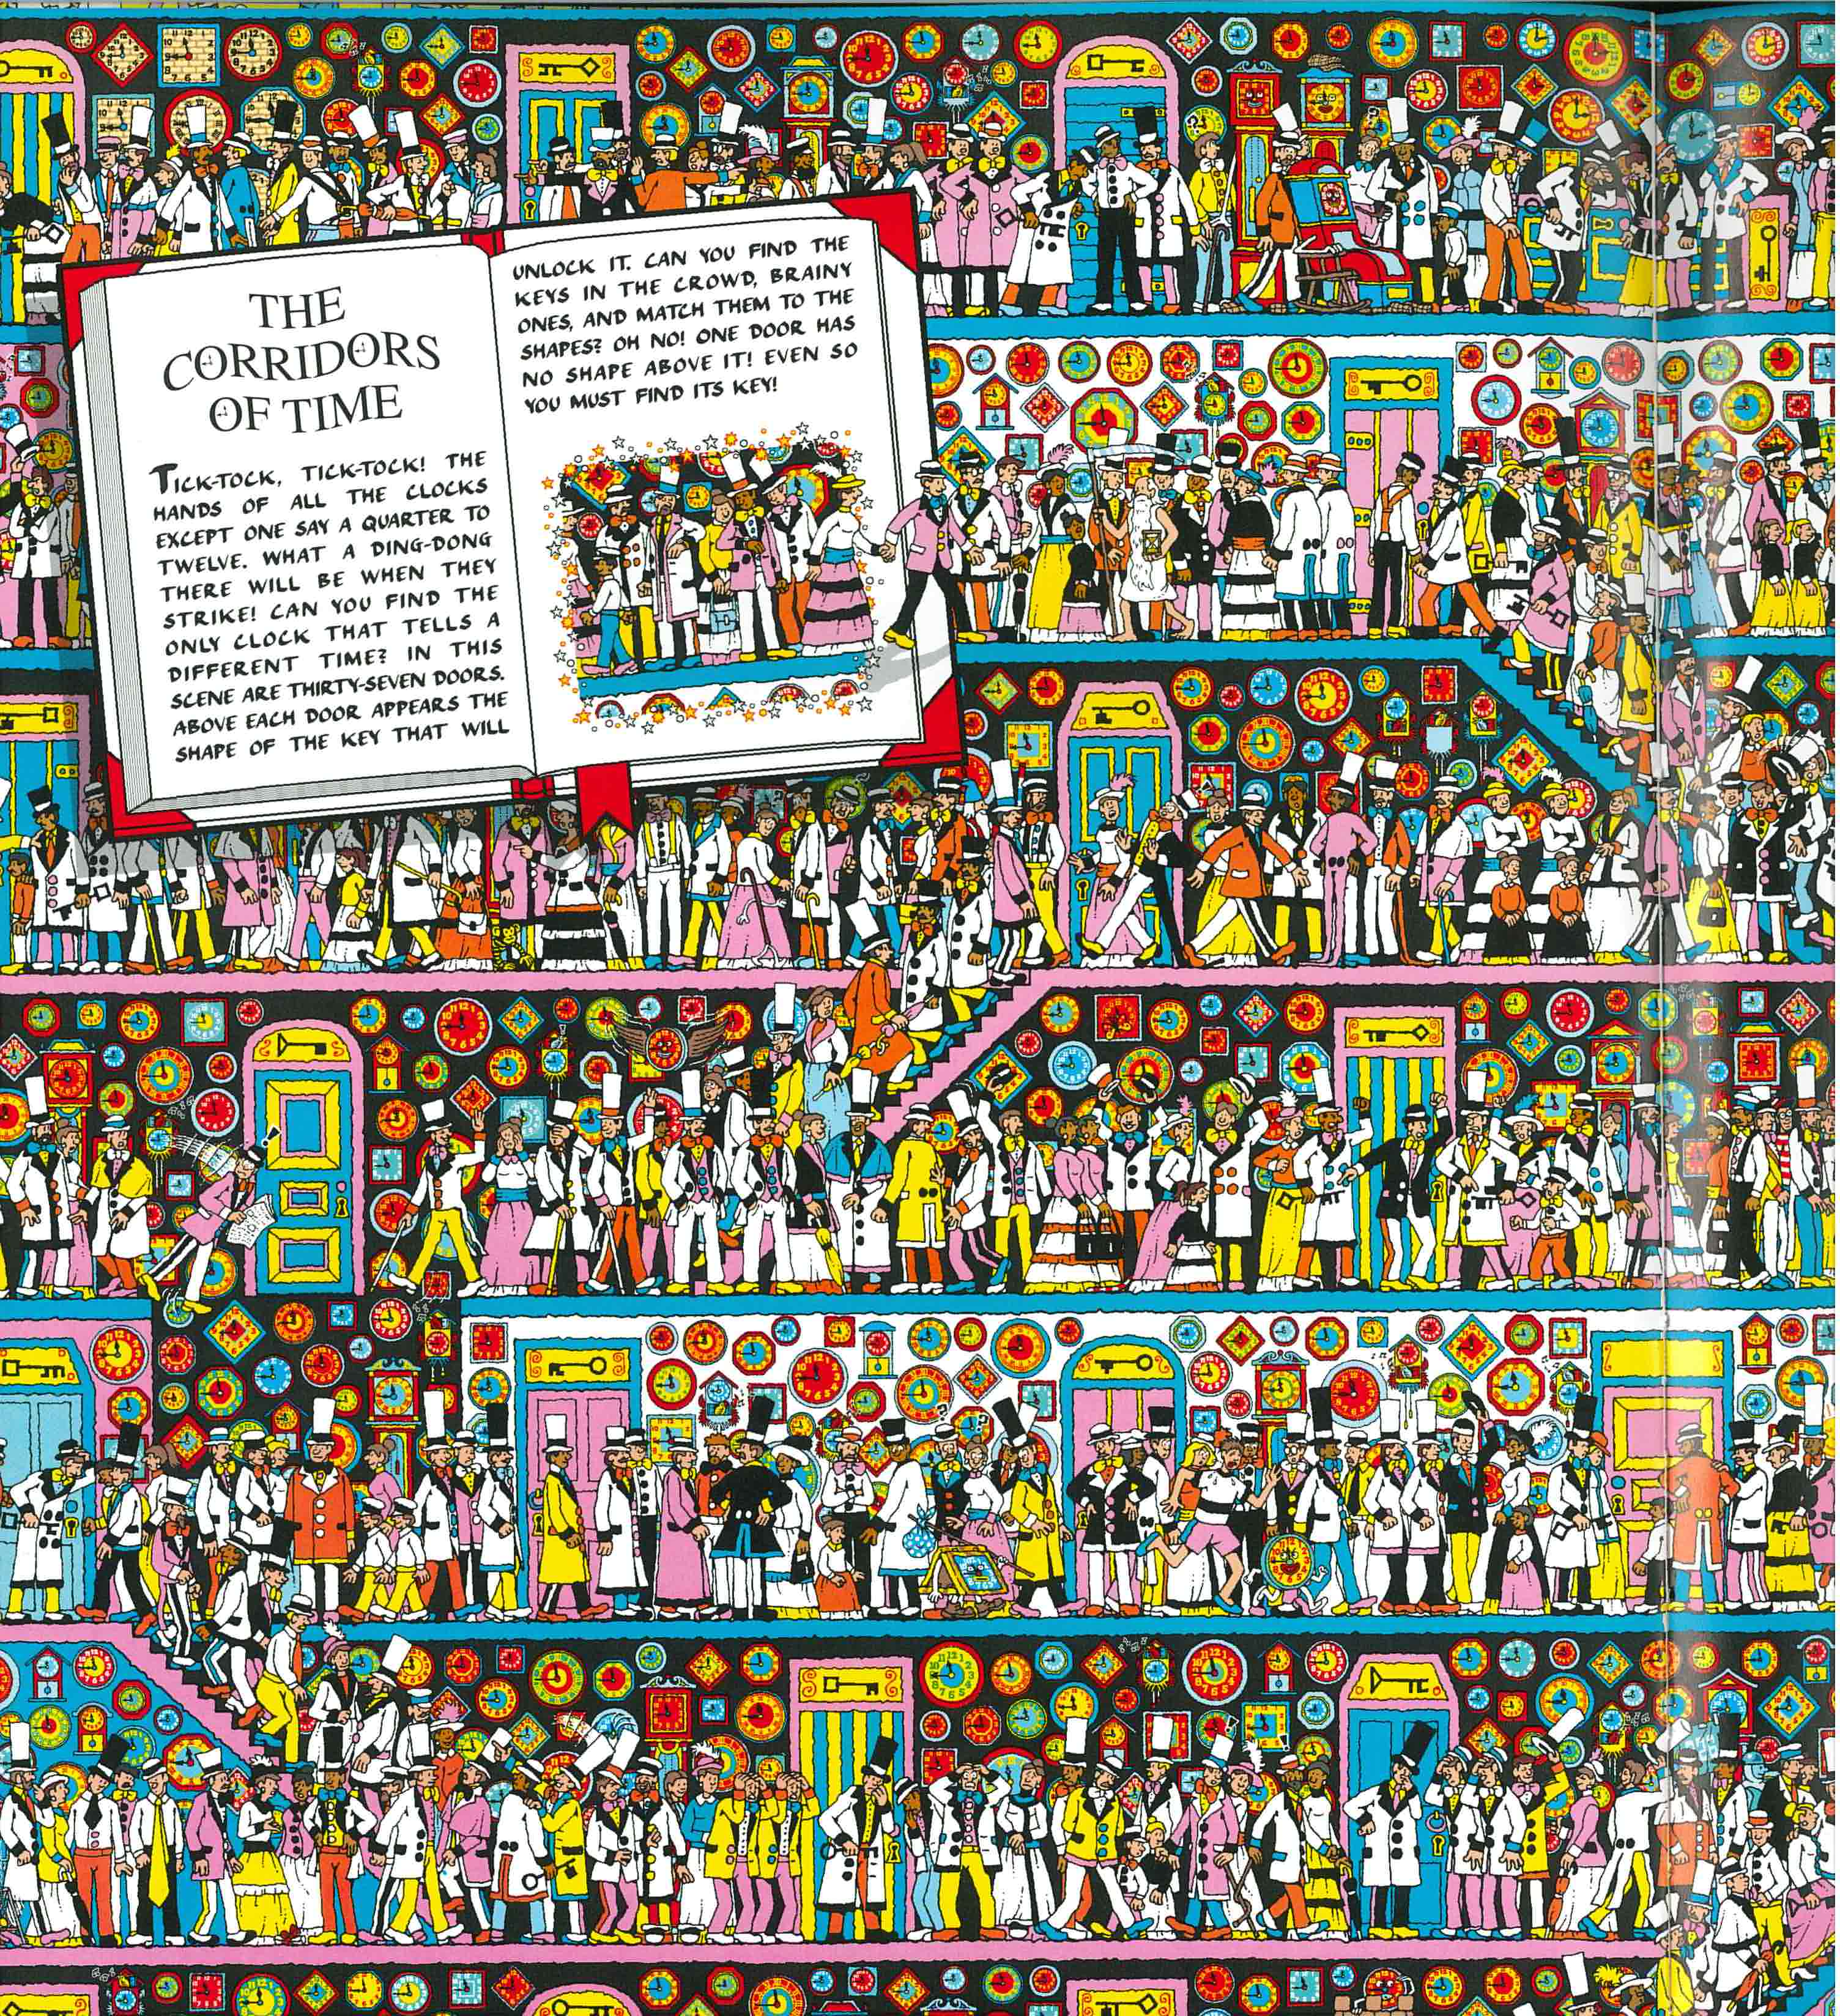 THE
CORRIDORS
OF TIME
TICK-TOCK, TICK-TOCK! THE
HANDS OF ALL THE CLOCKS
EXCEPT ONE SAY A QUARTER TO
TWELVE. WHAT A DING-DONG
THERE WILL BE WHEN THEY
STRIKE! CAN YOU FIND THE
ONLY CLOCK THAT TELLS A
DIFFERENT TIME? IN THIS
SCENE ARE THIRTY-SEVEN DOORS.
ABOVE EACH DOOR APPEARS THE
SHAPE OF THE KEY THAT WILL
UNLOCK IT. CAN YOU FIND THE
KEYS IN THE CROWD, BRAINY
ONES, AND MATCH THEM TO THE
SHAPES? OH NO! ONE DOOR HAS
NO SHAPE ABOVE IT! EVEN SO
YOU MUST FIND ITS KEY!